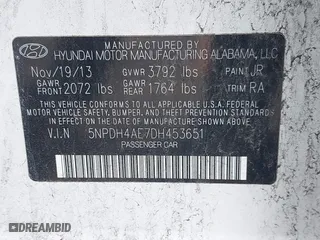 MANUFACTURED BY
HYUNDAI MOTOR MANUFACTURING ALABAMA, LLC
Nov/19/13 GVWR 3792 lbs PAINT JR
GAWR FRONT 2072 lbs GAWR REAR 1764 lbs TRIM RA
THIS VEHICLE CONFORMS TO ALL APPLICABLE U.S. FEDERAL MOTOR
VEHICLE SAFETY, BUMPER, AND THEFT PREVENTION STANDARDS
IN EFFECT ON THE DATE OF MANUFACTURE SHOWN ABOVE.
V.I.N 5NPDH4AE7DH453651
PASSENGER CAR
DIRECT AUCTION